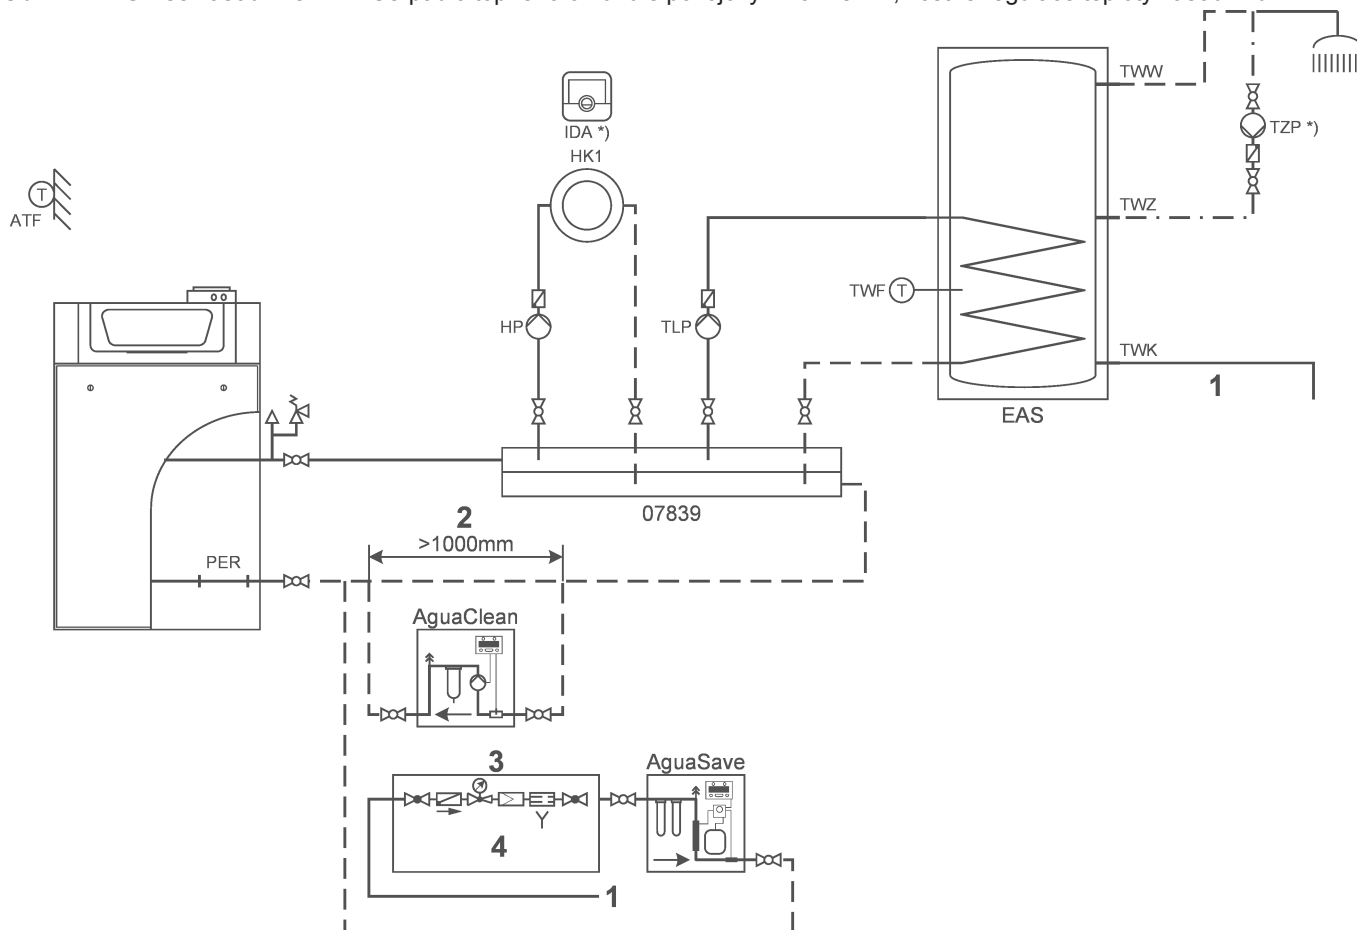 TWW
IDA *)
TZP *)
HK1
T
ATF
TWZ
TWF T
HP
TLP
TWK
1
EAS
07839
2
>1000mm
PER
AguaClean
3
AguaSave
4
1